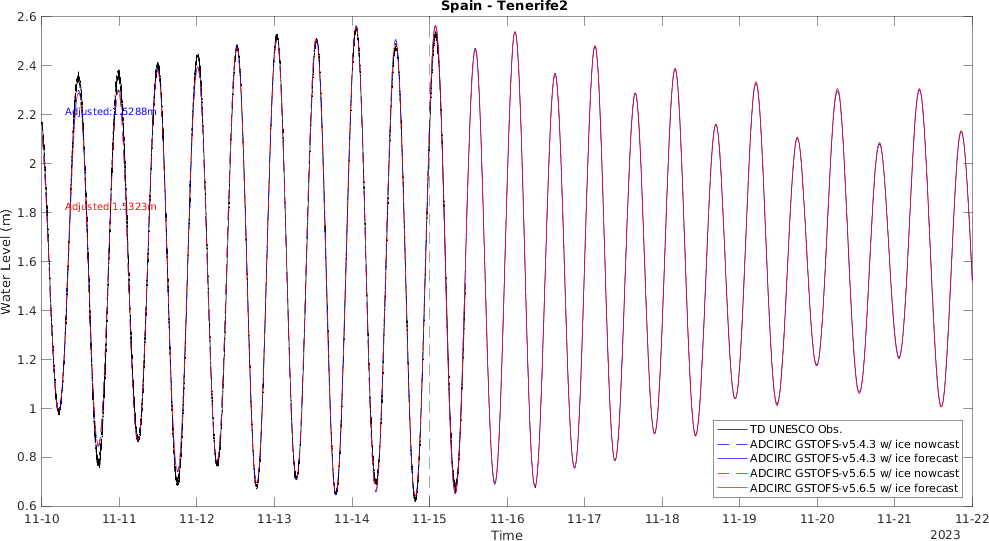 Spain - Tenerife2
2.6
2.4
2.2
2
1.8
1.6
1.4
1.2
1
0.8
0.6
Water Level (m)
Adjusted:1.5288m
Adjusted:1.5323m
TD UNESCO Obs.
ADCIRC GSTOFS-v5.4.3 w/ ice nowcast
ADCIRC GSTOFS-v5.4.3 w/ ice forecast
ADCIRC GSTOFS-v5.6.5 w/ ice nowcast
ADCIRC GSTOFS-v5.6.5 w/ ice forecast
11-10 11-11 11-12 11-13 11-14 11-15 11-16 11-17 11-18 11-19 11-20 11-21 11-22
Time
2023